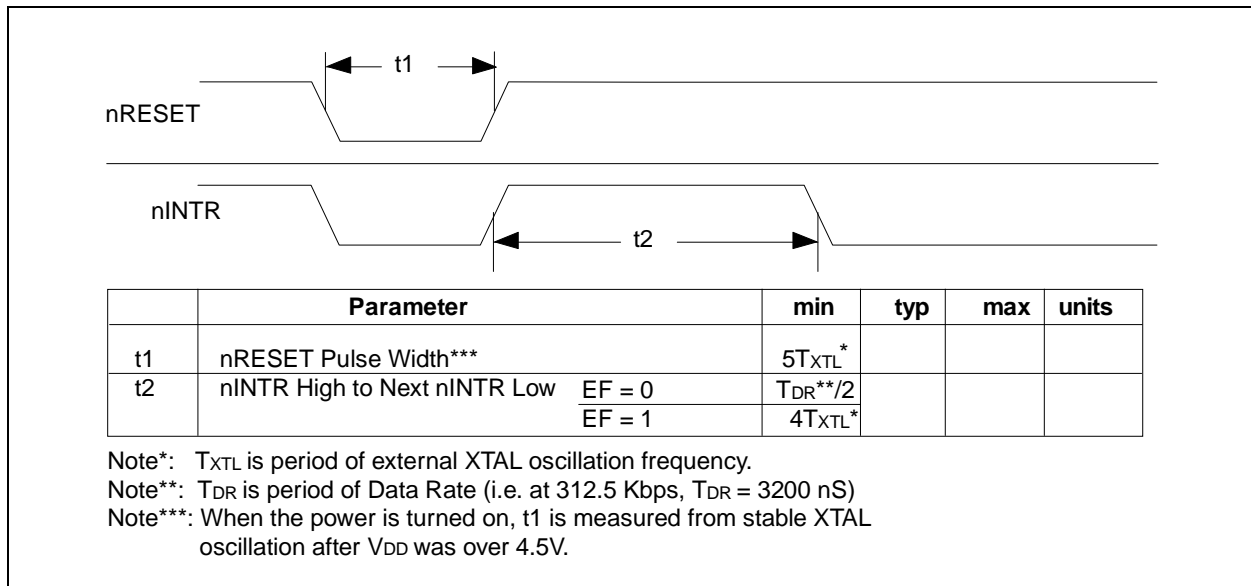 t1
nRESET
nINTR
t2
Parameter min typ max units
t1 nRESET Pulse Width*** 5TXTL*
t2 nINTR High to Next nINTR Low EF = 0 TDR**/2
EF = 1 4TXTL*
Note*: TXTL is period of external XTAL oscillation frequency.
Note**: TDR is period of Data Rate (i.e. at 312.5 Kbps, TDR = 3200 nS)
Note***: When the power is turned on, t1 is measured from stable XTAL
oscillation after VDD was over 4.5V.